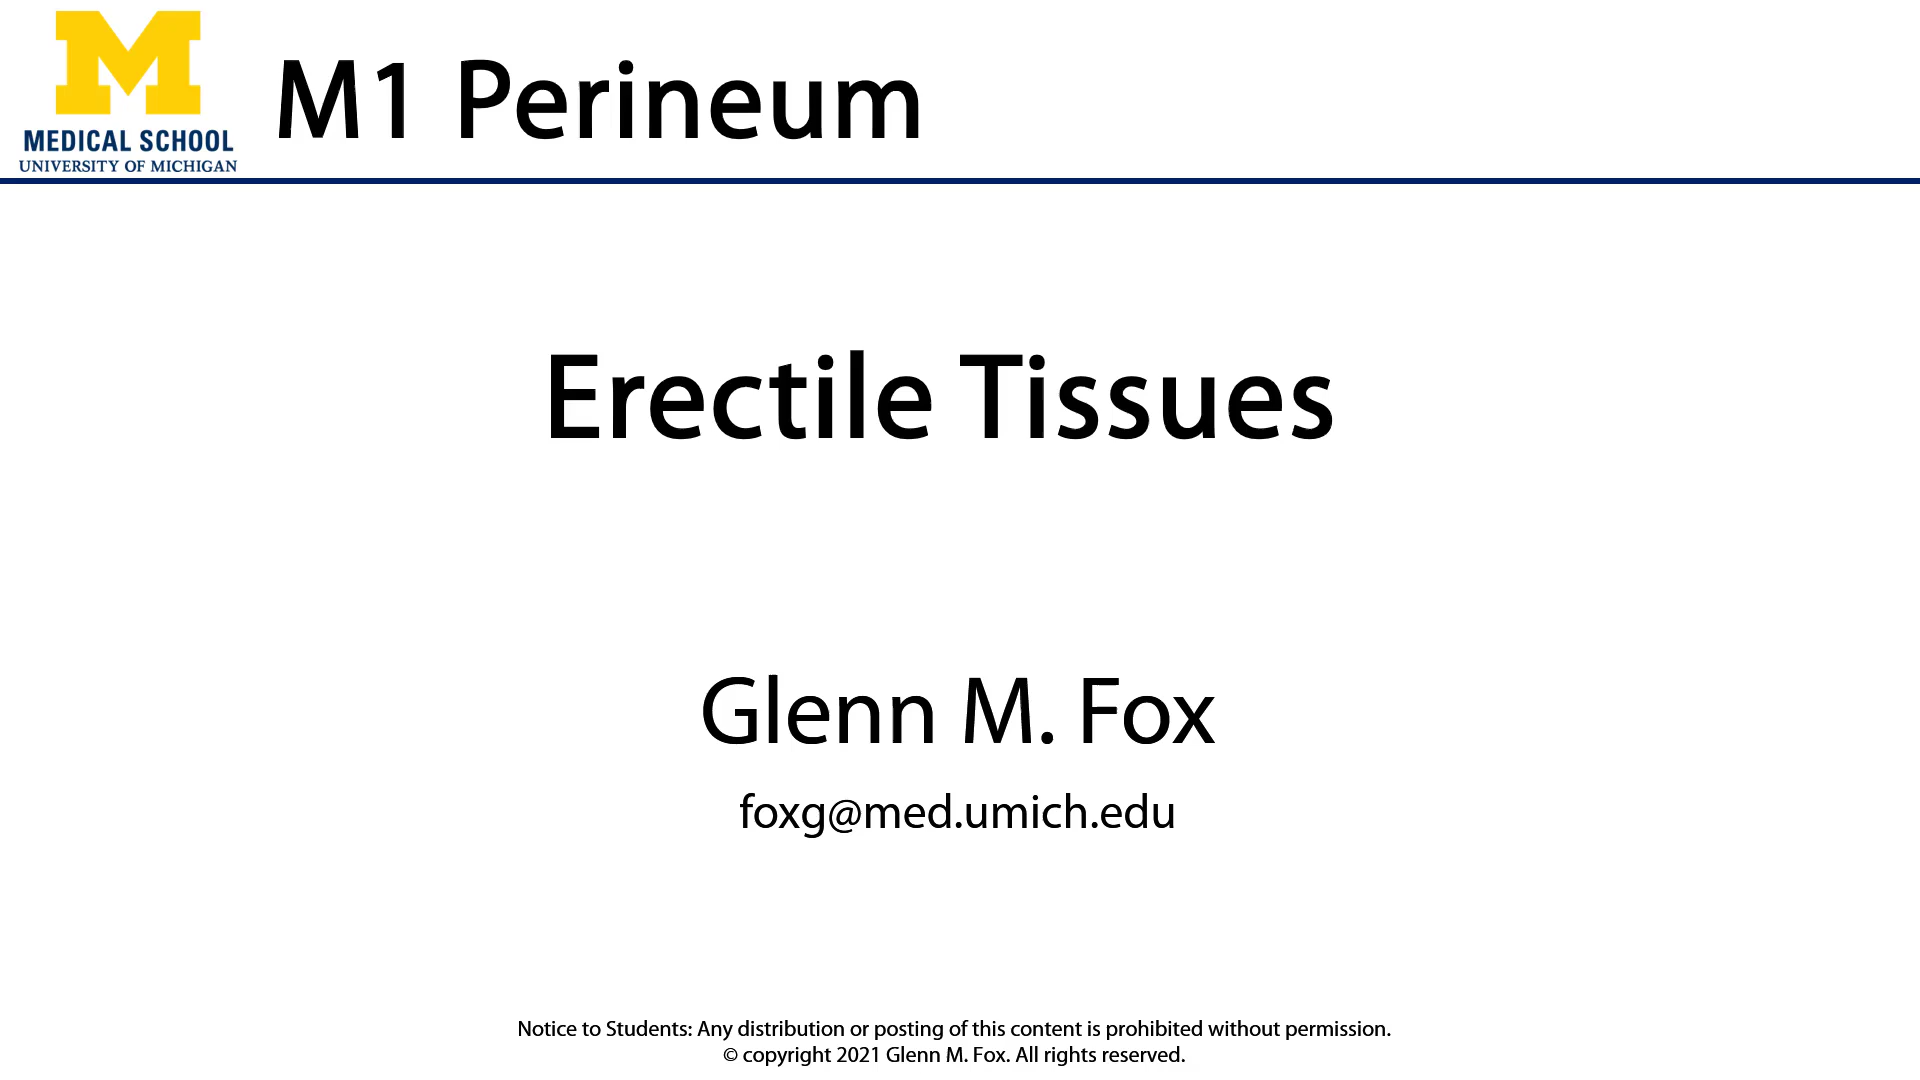 M
MEDICAL SCHOOL
UNIVERSITY OF MICHIGAN
M1 Perineum
Erectile Tissues
Glenn M. Fox
foxg@med.umich.edu
Notice to Students: Any distribution or posting of this content is prohibited without permission.
© copyright 2021 Glenn M. Fox. All rights reserved.